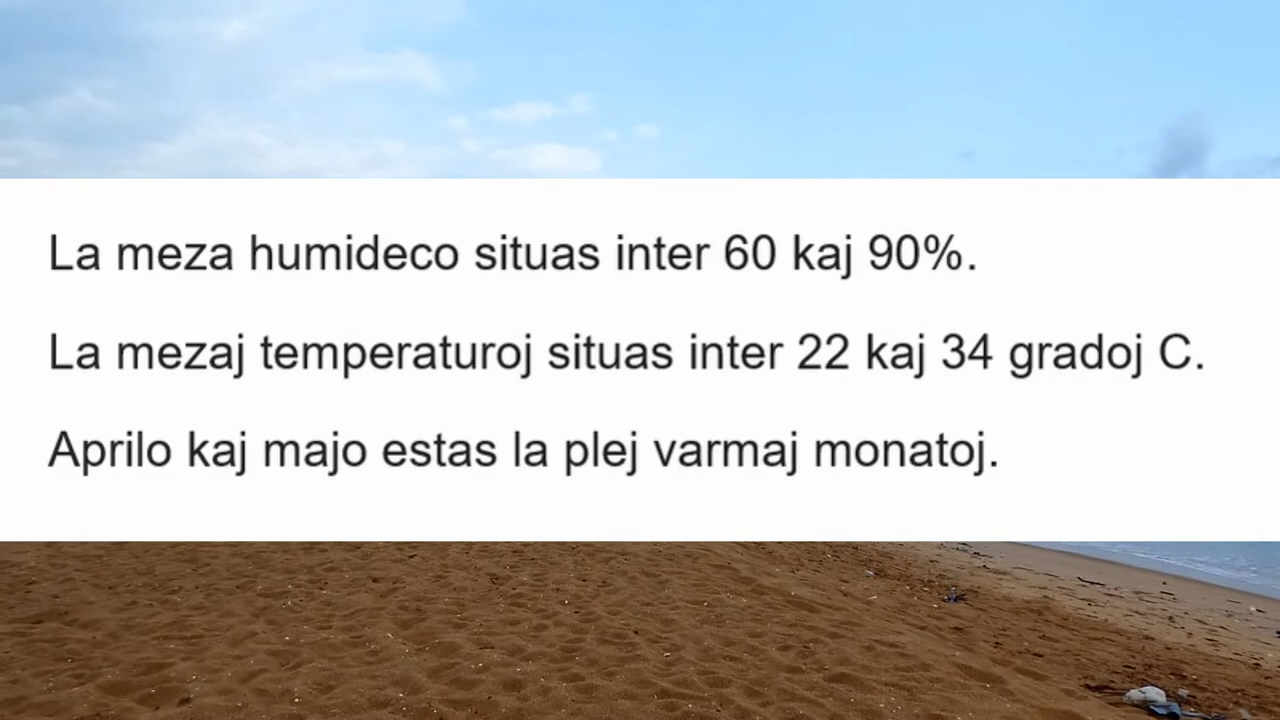 La meza humideco situas inter 60 kaj 90%.
La mezaj temperaturoj situas inter 22 kaj 34 gradoj C.
Aprilo kaj majo estas la plej varmaj monatoj.